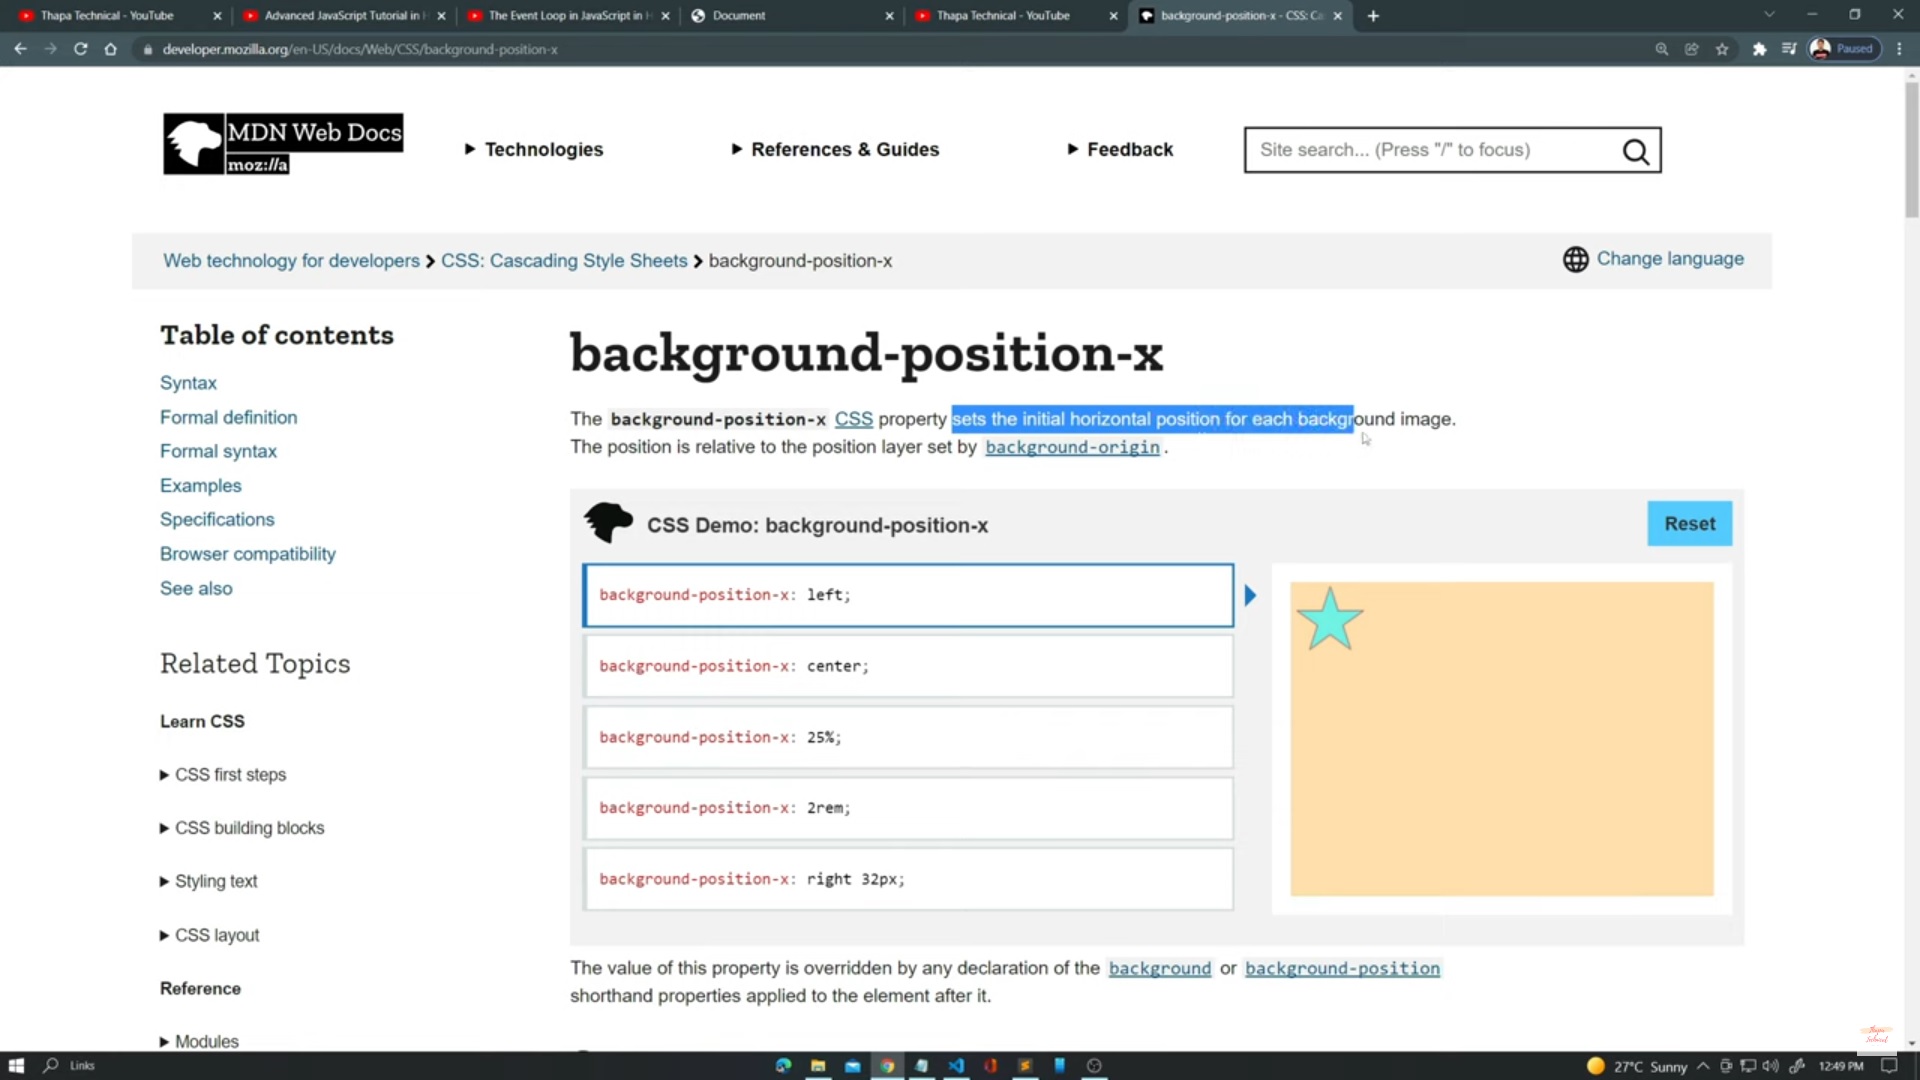 Thapa Technical - YouTube
Advanced JavaScript Tutorial in H
The Event Loop in JavaScript in H
Document
Thapa Technical - YouTube
background-position-x - CSS: Ca
developer.mozilla.org/en-US/docs/Web/CSS/background-position-x
Paused
MDN Web Docs
moz://a
Technologies
References & Guides
Feedback
Site search... (Press "/" to focus)
Web technology for developers
CSS: Cascading Style Sheets
background-position-x
Change language
Table of contents
Syntax
Formal definition
Formal syntax
Examples
Specifications
Browser compatibility
See also
Related Topics
Learn CSS
CSS first steps
CSS building blocks
Styling text
CSS layout
Reference
Modules
background-position-x
The background-position-x CSS property sets the initial horizontal position for each background image.
The position is relative to the position layer set by background-origin.
CSS Demo: background-position-x
Reset
background-position-x: left;
background-position-x: center;
background-position-x: 25%;
background-position-x: 2rem;
background-position-x: right 32px;
The value of this property is overridden by any declaration of the background or background-position
shorthand properties applied to the element after it.
Thapa
Technical
Links
27°C Sunny
12:49 PM